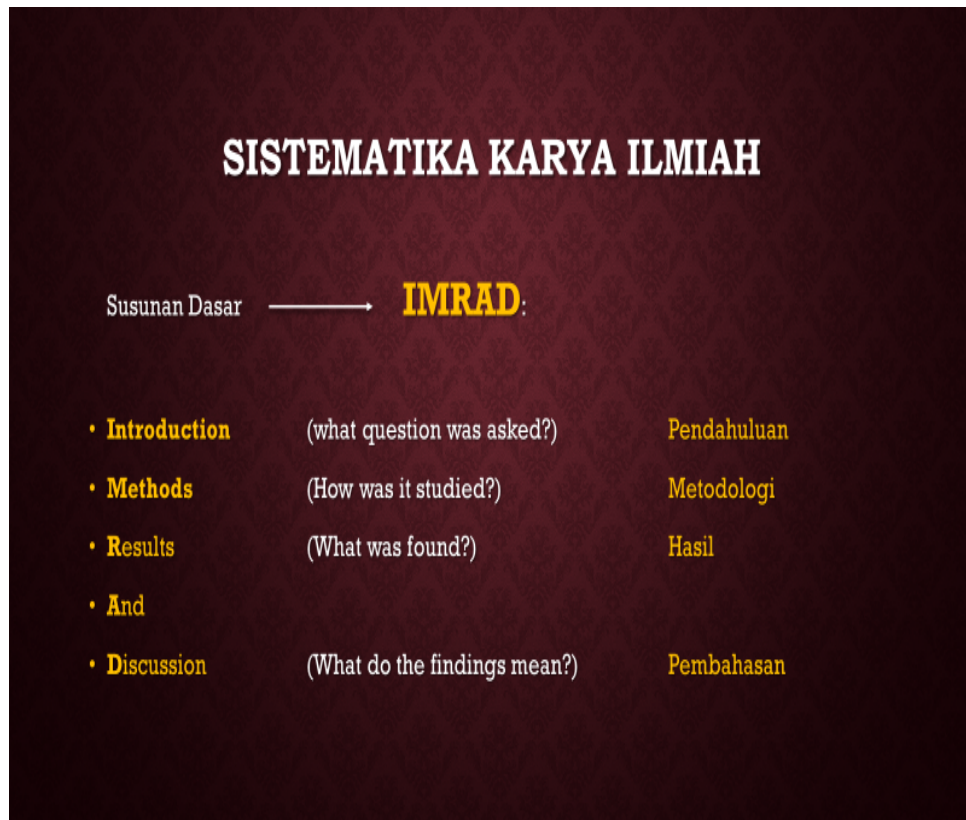 SISTEMATIKA KARYA ILMIAH
Susunan Dasar IMRAD:
• Introduction (what question was asked?) Pendahuluan
• Methods (How was it studied?) Metodologi
• Results (What was found?) Hasil
• And
• Discussion (What do the findings mean?) Pembahasan